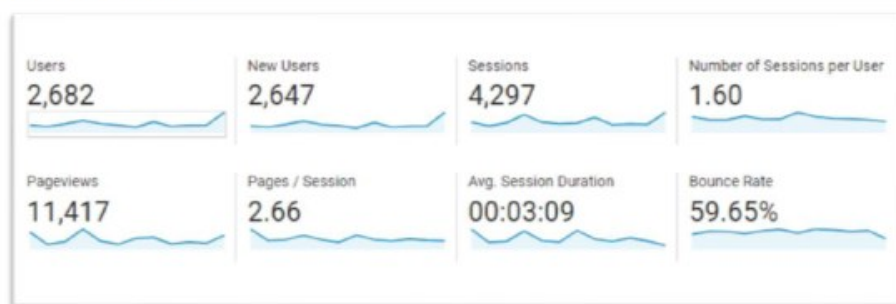 Users
2,682
New Users
2,647
Sessions
4,297
Number of Sessions per User
1.60
Pageviews
11,417
Pages / Session
2.66
Avg. Session Duration
00:03:09
Bounce Rate
59.65%